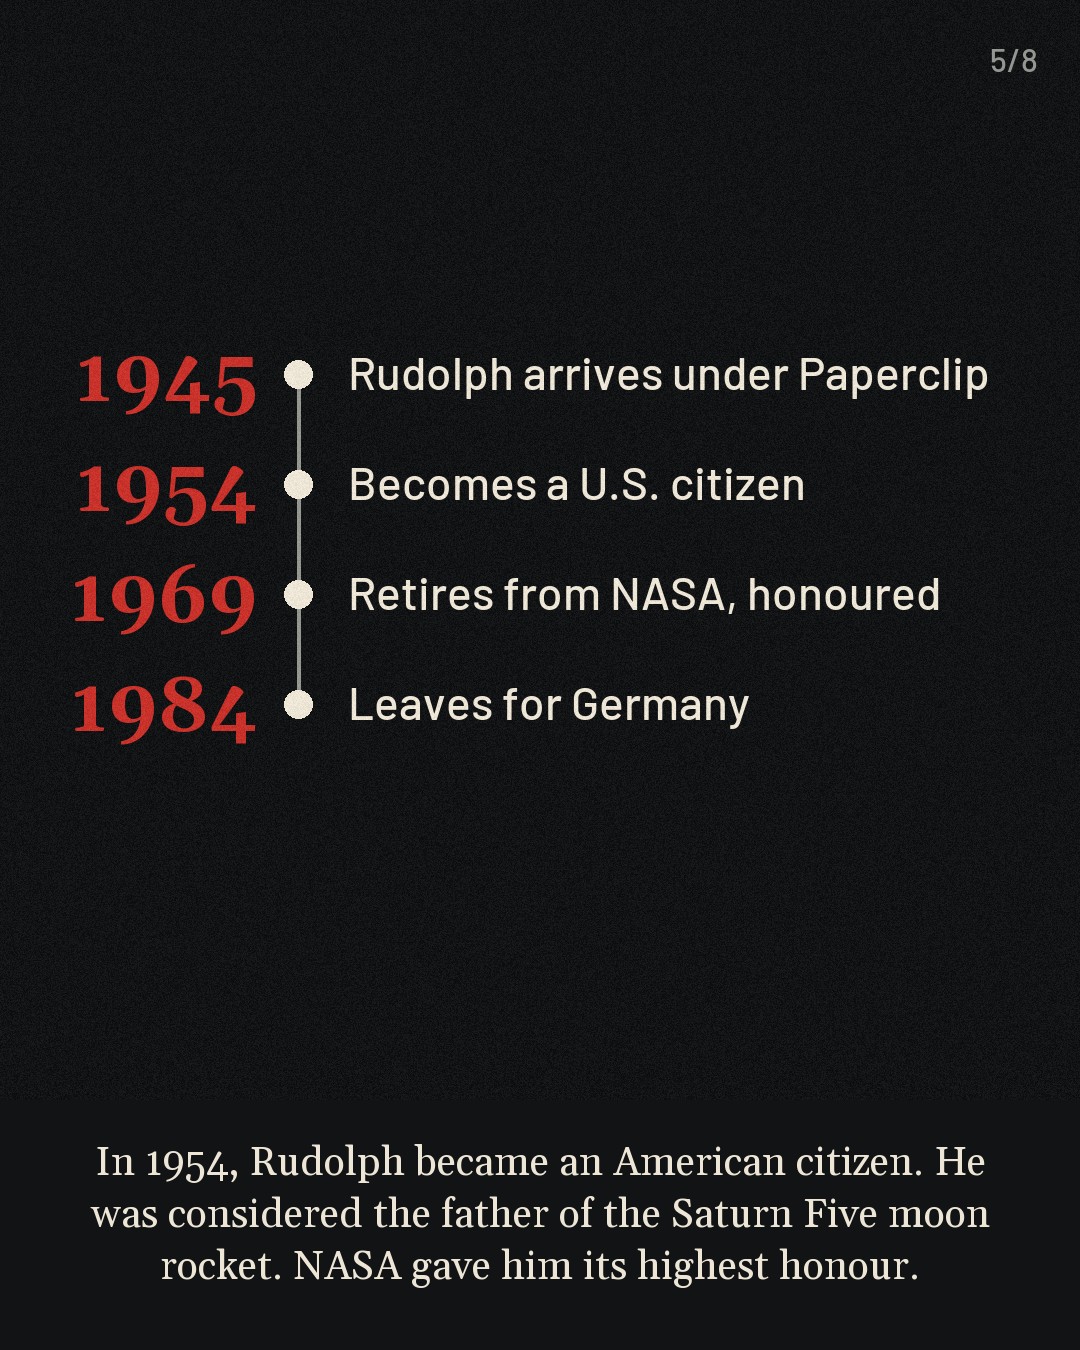 5/8
1945 Rudolph arrives under Paperclip
1954 Becomes a U.S. citizen
1969 Retires from NASA, honoured
1984 Leaves for Germany
In 1954, Rudolph became an American citizen. He
was considered the father of the Saturn Five moon
rocket. NASA gave him its highest honour.